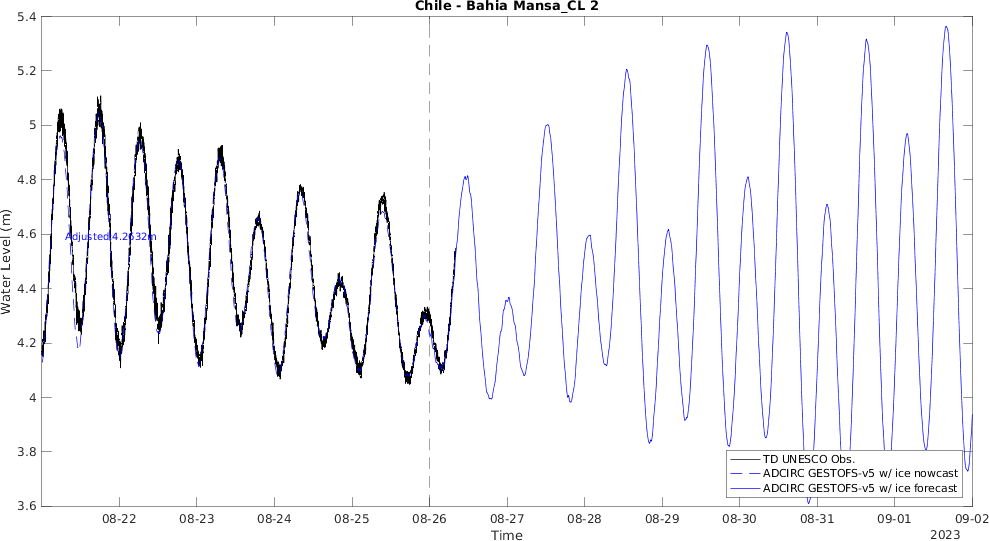 Chile - Bahia Mansa_CL 2
5.4
5.2
5
4.8
4.6
4.4
4.2
4
3.8
3.6
Water Level (m)
Adjusted 4.2632m
TD UNESCO Obs.
ADCIRC GESTOFS-v5 w/ ice nowcast
ADCIRC GESTOFS-v5 w/ ice forecast
08-22 08-23 08-24 08-25 08-26 08-27 08-28 08-29 08-30 08-31 09-01 09-02
Time
2023